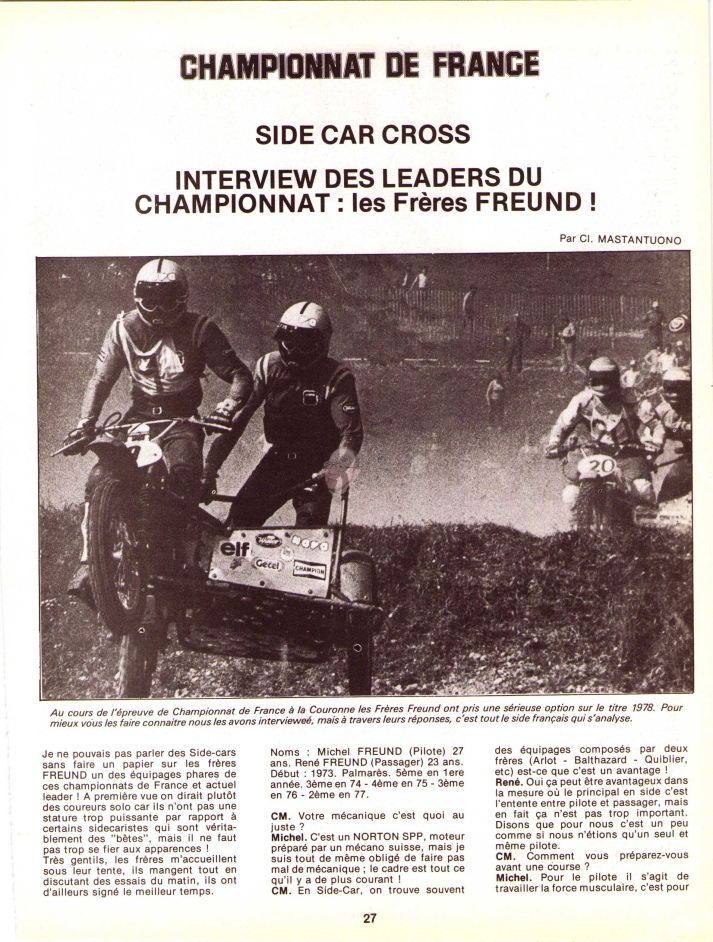 CHAMPIONNAT DE FRANCE
SIDE CAR CROSS
INTERVIEW DES LEADERS DU
CHAMPIONNAT : les Frères FREUND !
Par Cl. MASTANTUONO
20
elf
Gecel
CHAMPION
Au cours de l'épreuve de Championnat de France à la Couronne les Frères Freund ont pris une sérieuse option sur le titre 1978. Pour
mieux vous les faire connaitre nous les avons intervieweé, mais à travers leurs réponses, c'est tout le side français qui s'analyse.
Je ne pouvais pas parler des Side-cars
sans faire un papier sur les frères
FREUND un des équipages phares de
ces championnats de France et actuel
leader ! A première vue on dirait plutôt
des coureurs solo car ils n'ont pas une
stature trop puissante par rapport à
certains sidecaristes qui sont vérita-
blement des "bêtes", mais il ne faut
pas trop se fier aux apparences !
Très gentils, les frères m'accueillent
sous leur tente, ils mangent tout en
discutant des essais du matin, ils ont
d'ailleurs signé le meilleur temps.
Noms : Michel FREUND (Pilote) 27
ans. René FREUND (Passager) 23 ans.
Début : 1973. Palmarès. 5ème en 1ere
année. 3ème en 74 - 4ème en 75 - 3ème
en 76 - 2ème en 77.
CM. Votre mécanique c'est quoi au
juste ?
Michel. C'est un NORTON SPP, moteur
préparé par un mécano suisse, mais je
suis tout de même obligé de faire pas
mal de mécanique ; le cadre est tout ce
qu'il y a de plus courant !
CM. En Side-Car, on trouve souvent
des équipages composés par deux
frères (Arlot - Balthazard - Quiblier,
etc) est-ce que c'est un avantage !
René. Oui ça peut être avantageux dans
la mesure où le principal en side c'est
l'entente entre pilote et passager, mais
en fait ça n'est pas trop important.
Disons que pour nous c'est un peu
comme si nous n'étions qu'un seul et
même pilote.
CM. Comment vous préparez-vous
avant une course ?
Michel. Pour le pilote il s'agit de
travailler la force musculaire, c'est pour
27